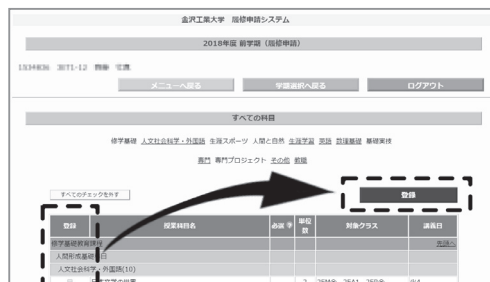 金沢工業大学 履修申請システム
2018年度 前学期（履修申請）
メニューへ戻る 学期選択へ戻る ログアウト
すべての科目
修学基礎 人文社会科学・外国語 生涯スポーツ 人間と自然 生涯学習 英語 数理基礎 基礎実技
専門 専門プロジェクト その他 教職
すべてのチェックを外す 登録
登録 授業科目名 必選 単位数 対象クラス 講義日
修学基礎教育課程 先頭へ
人間形成基礎科目
人文社会科学・外国語(10)